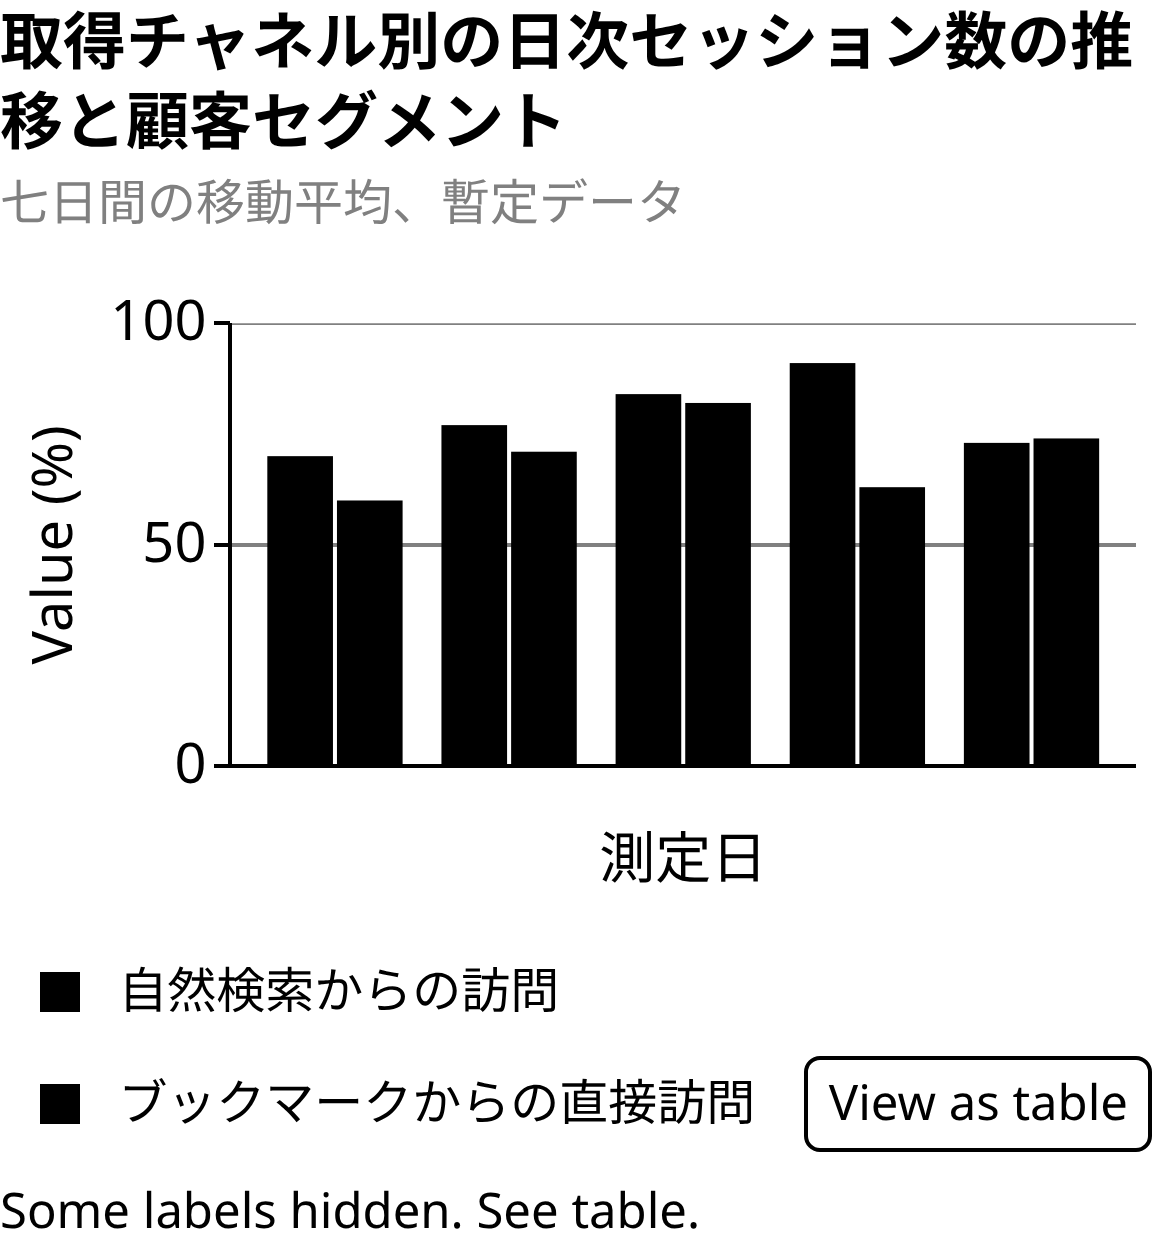 取得チャネル別の日次セッション数の推
移と顧客セグメント
七日間の移動平均、暫定データ
100
50
0
Value (%)
測定日
自然検索からの訪問
ブックマークからの直接訪問
View as table
Some labels hidden. See table.